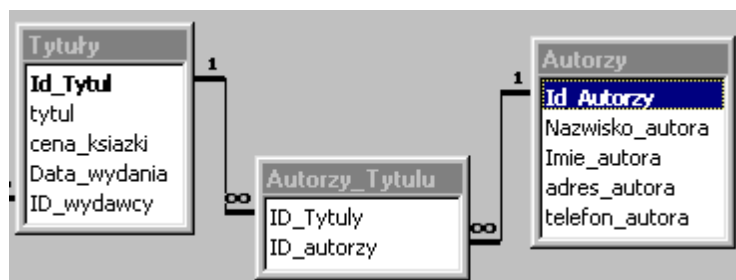 Tytuły
Id_Tytul
tytul
cena_ksiazki
Data_wydania
ID_wydawcy
1
∞
Autorzy_Tytulu
ID_Tytuly
ID_autorzy
∞
1
Autorzy
Id_Autorzy
Nazwisko_autora
Imie_autora
adres_autora
telefon_autora